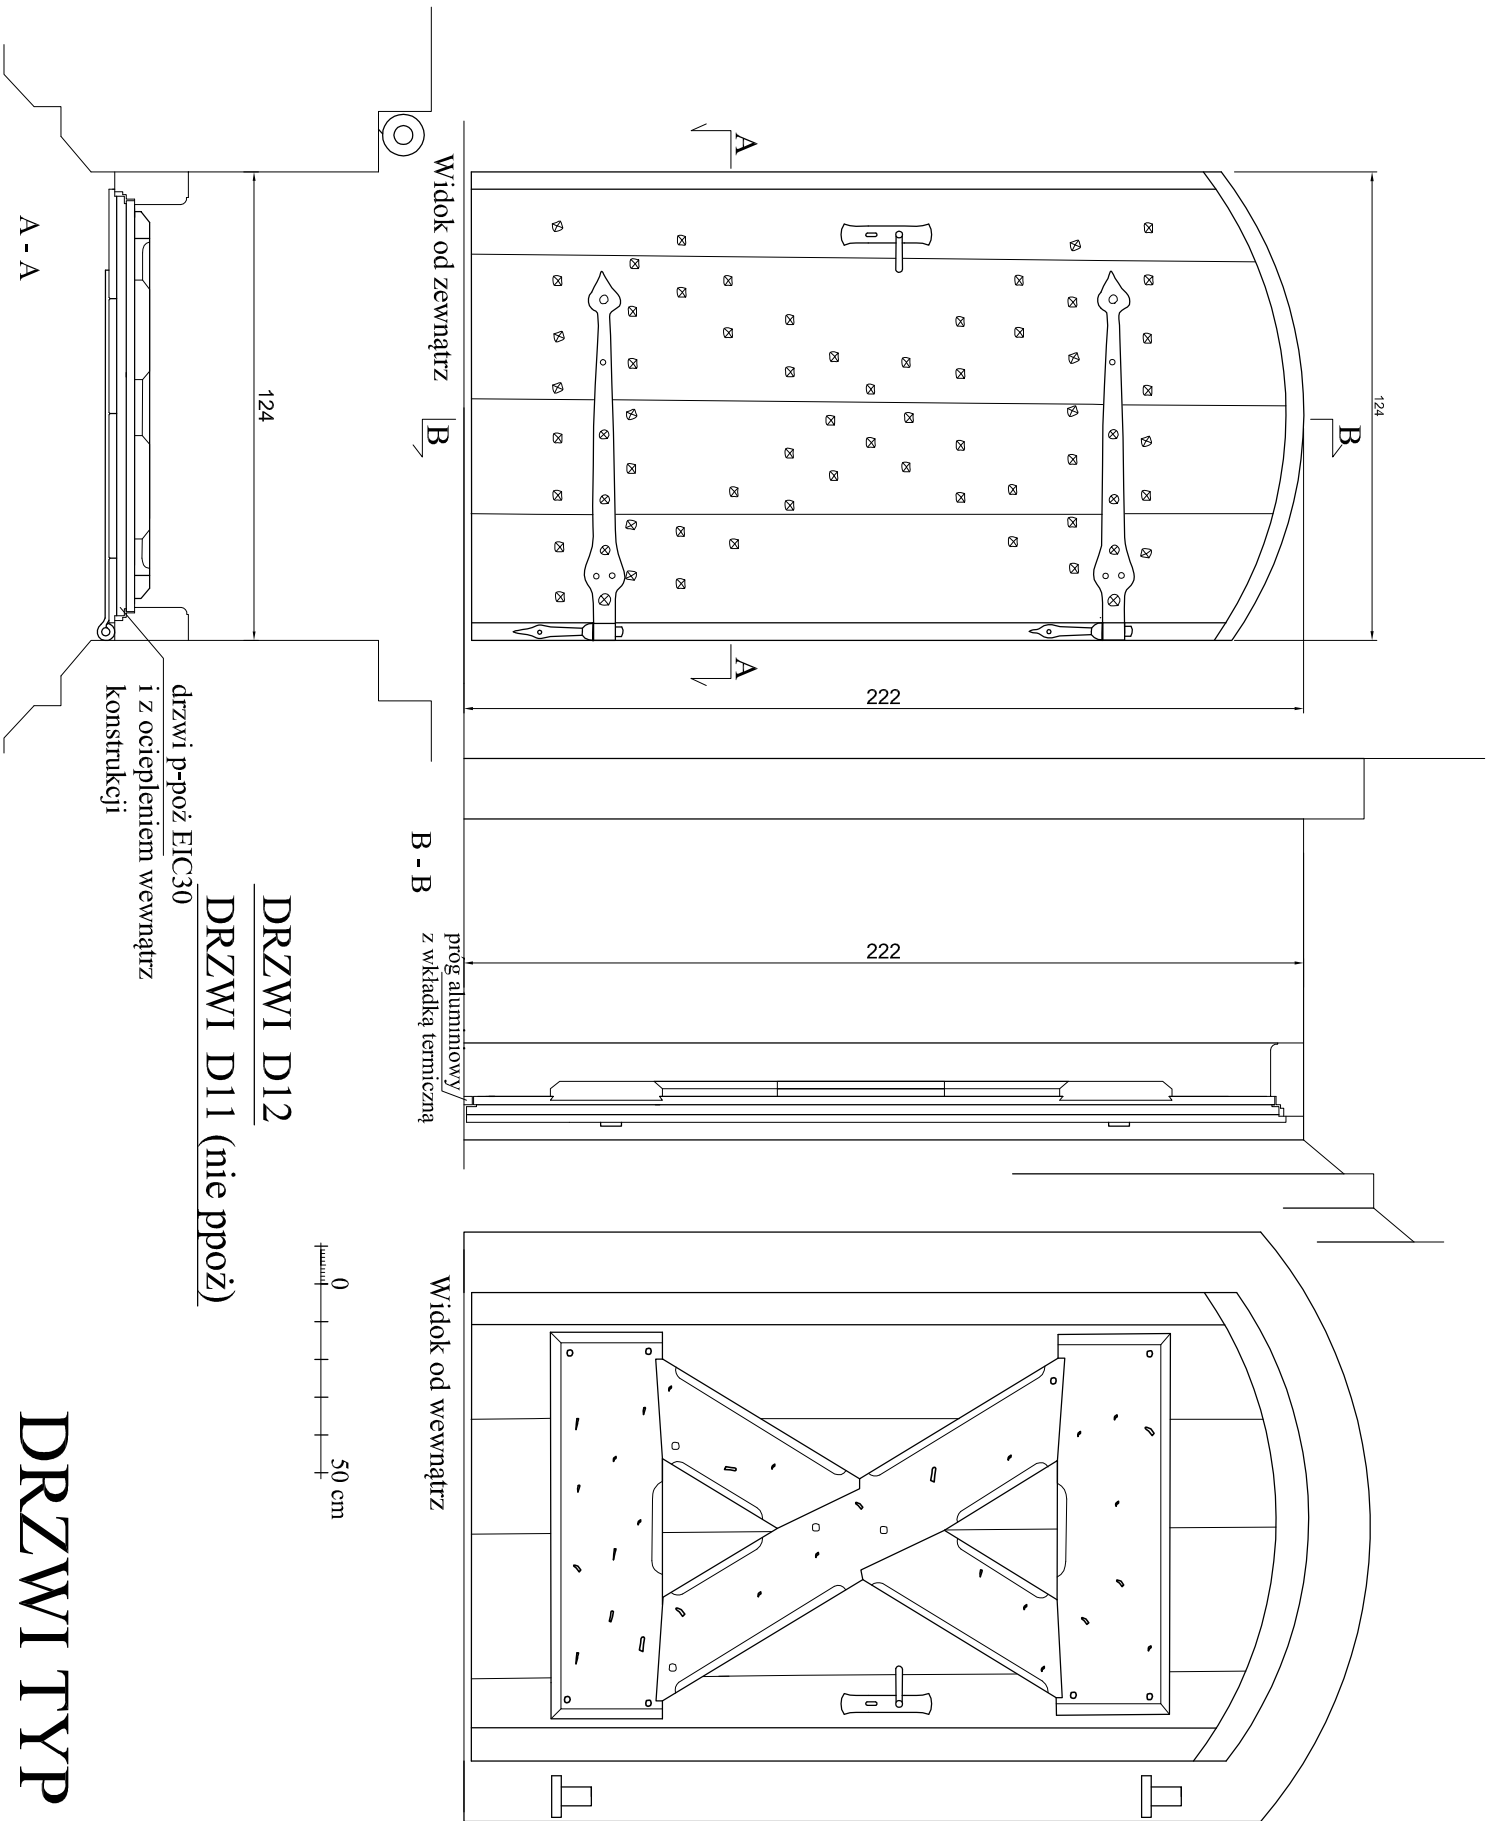 B
B
124
A
A
222
222
Widok od zewnątrz
B - B
próg aluminiowy
z wkładką termiczną
Widok od wewnątrz
0
50 cm
124
A - A
drzwi p-poż EIC30
i z ociepleniem wewnątrz
konstrukcji
DRZWI D12
DRZWI D11 (nie ppoż)
DRZWI TYP